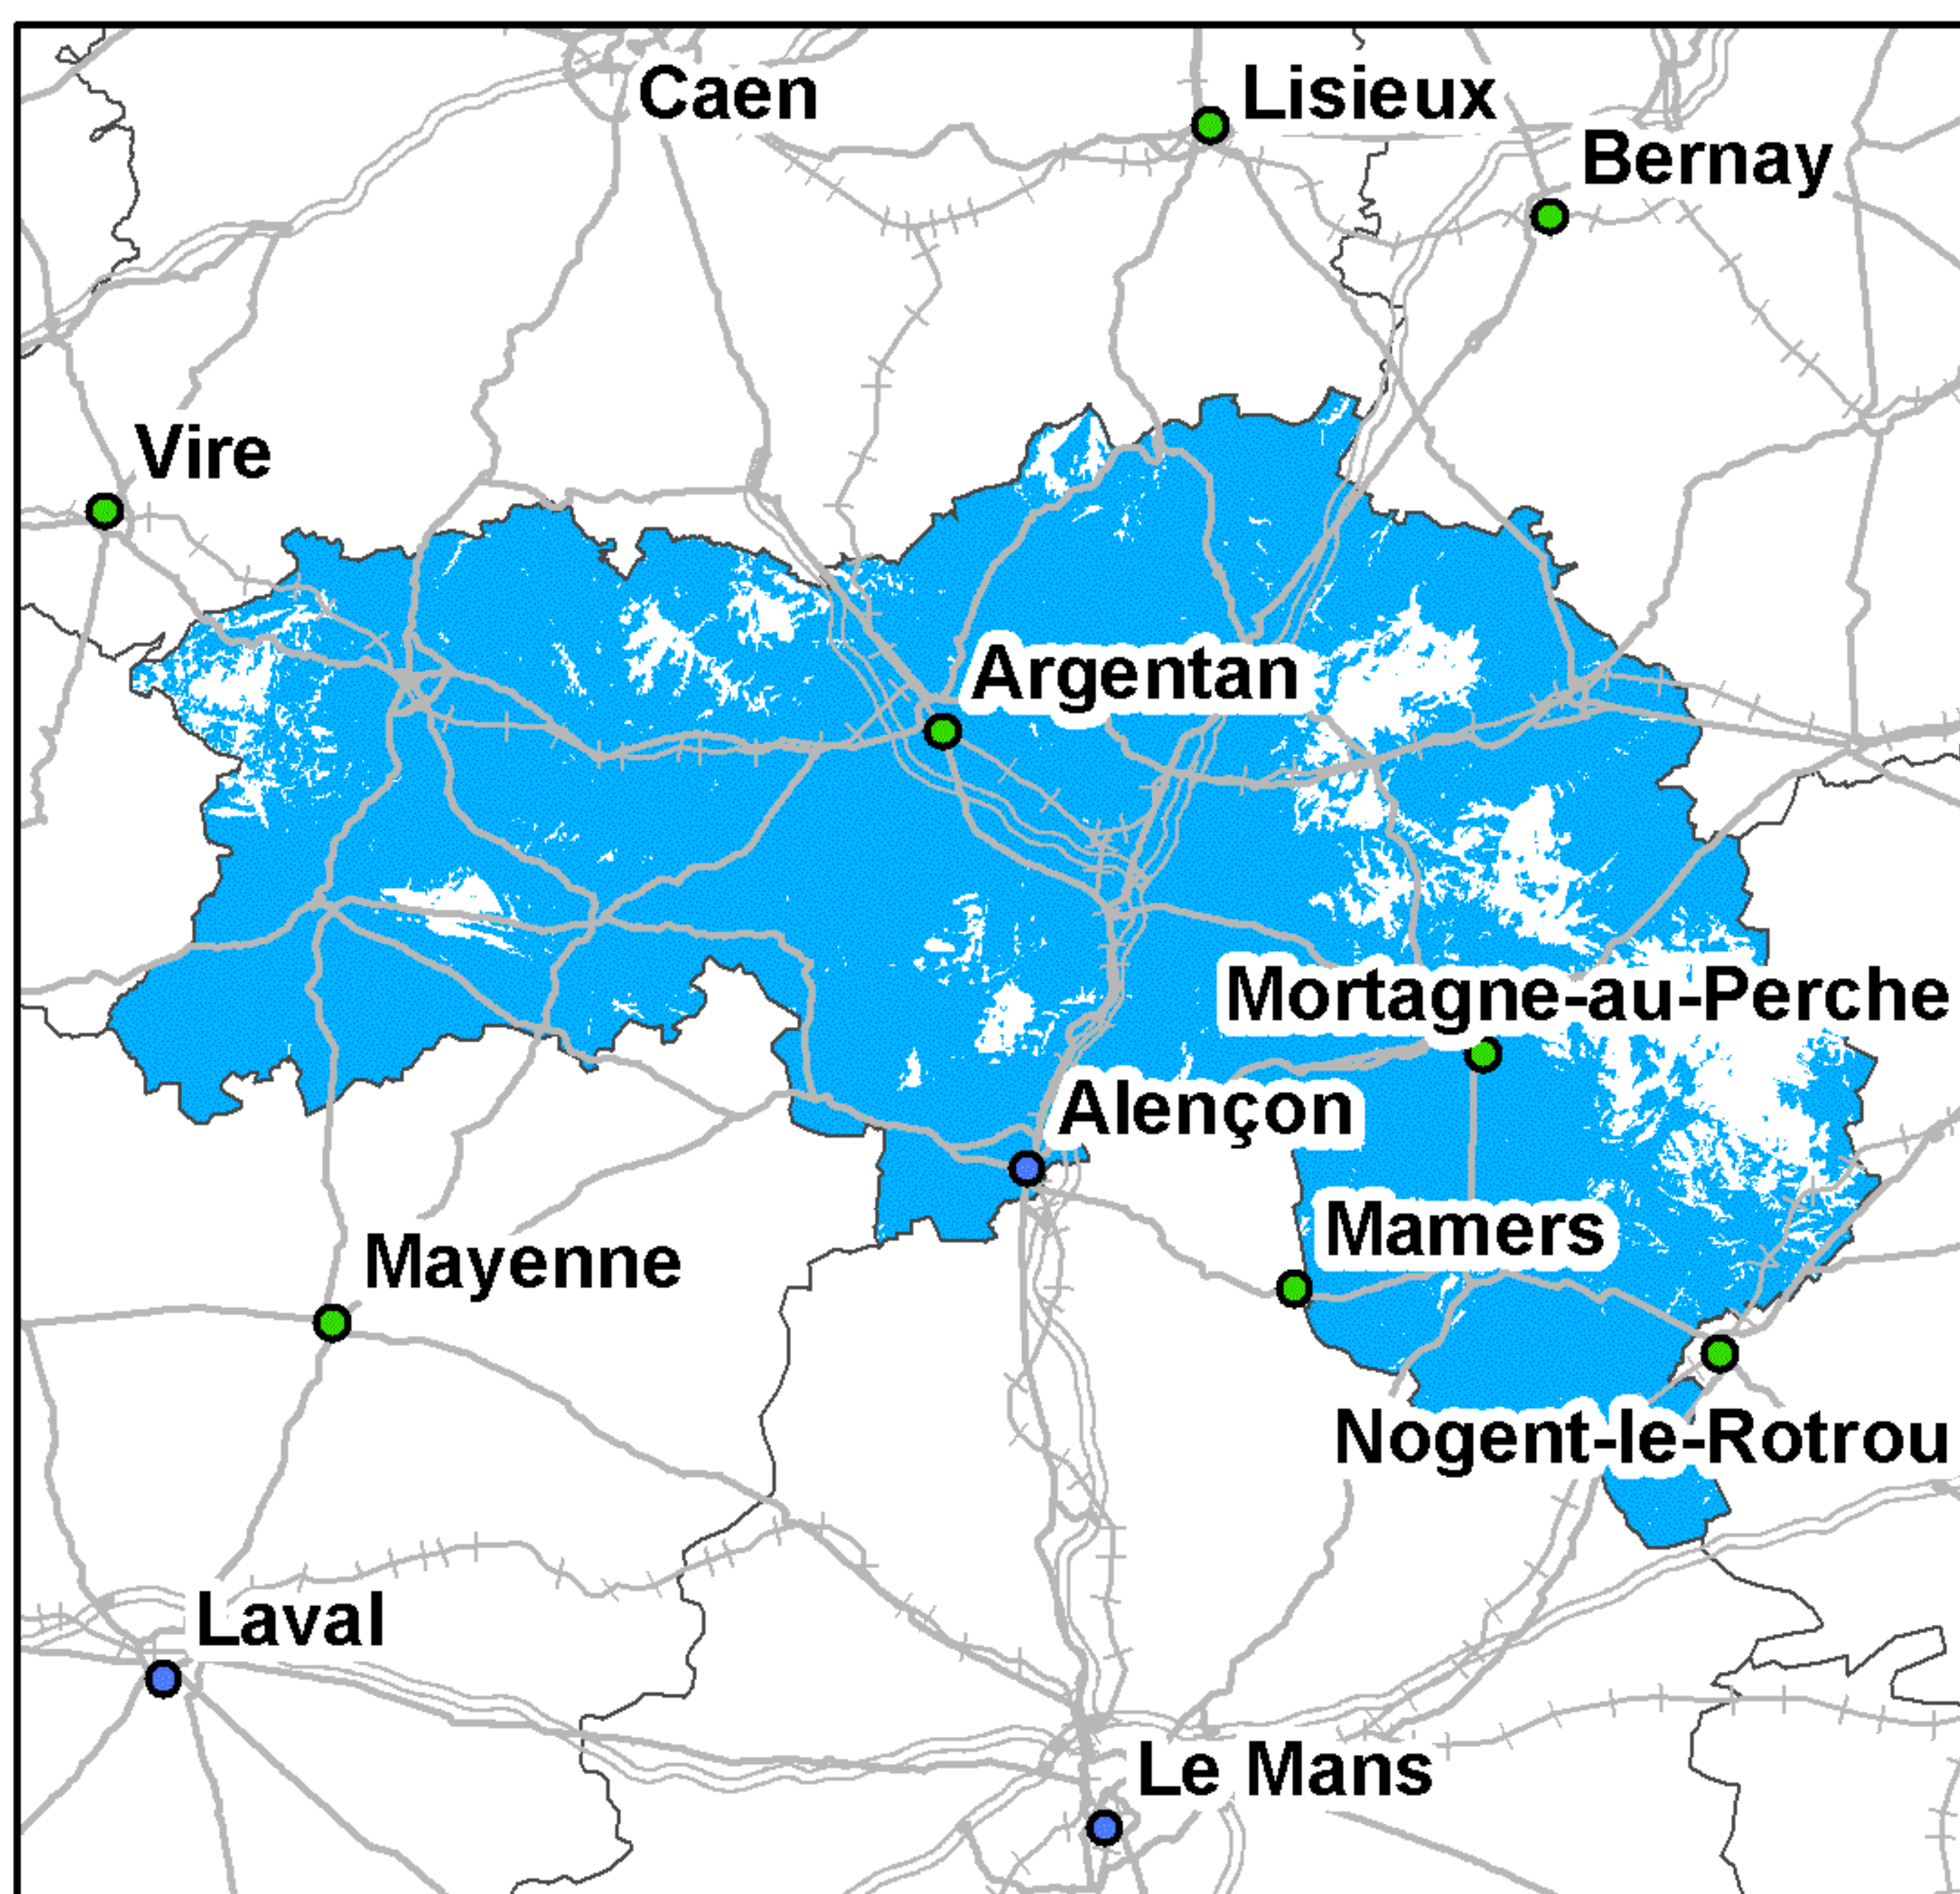 Caen
Lisieux
Bernay
Vire
Argentan
Mortagne-au-Perche
Alençon
Mamers
Mayenne
Nogent-le-Rotrou
Laval
Le Mans